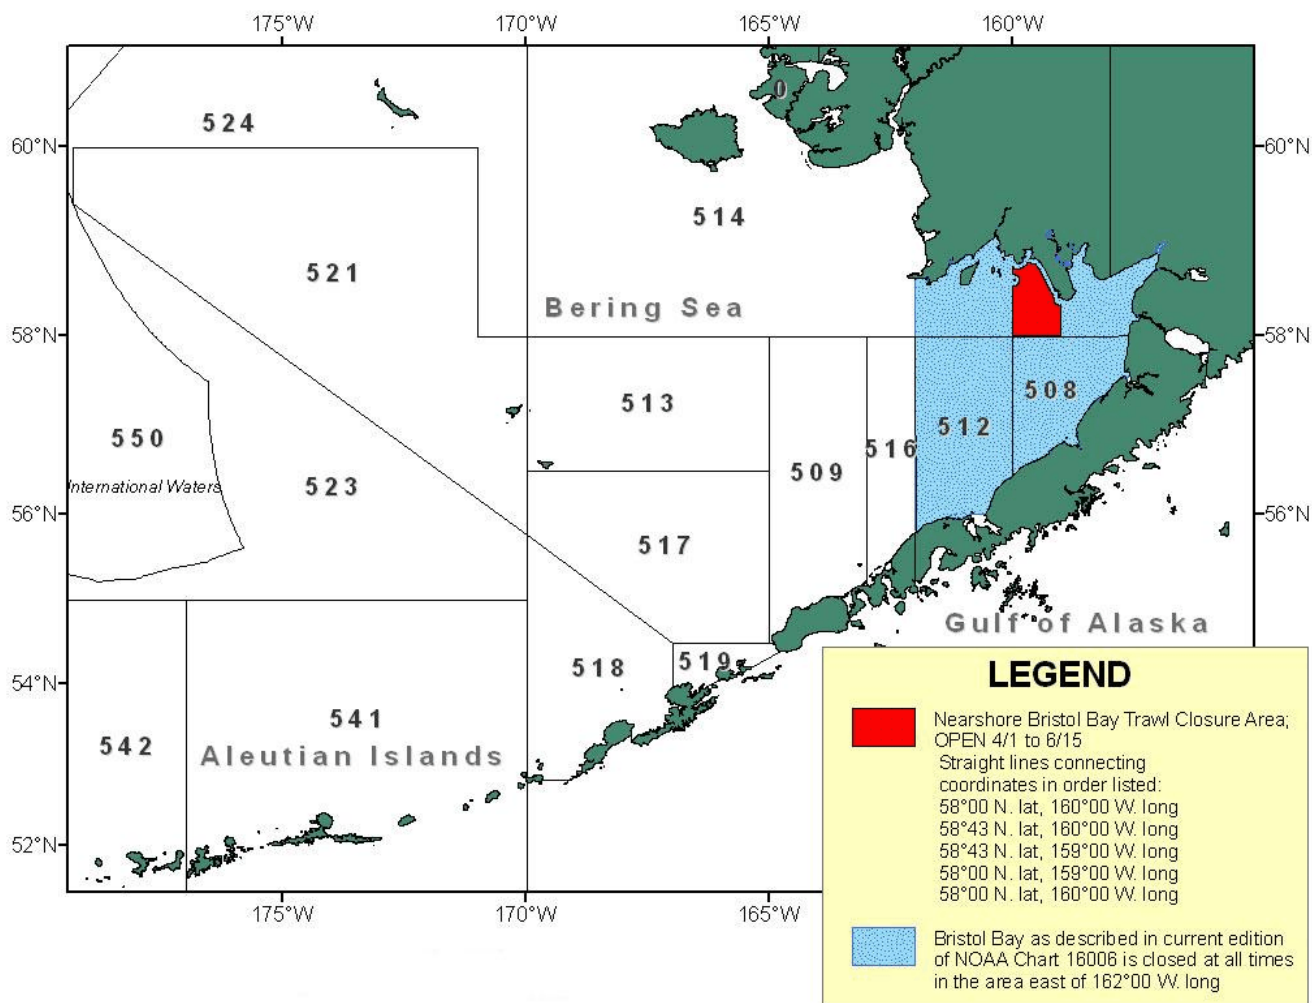 175°W 170°W 165°W 160°W
0
524
60°N 60°N
514
521
Bering Sea
58°N 58°N
513
508
512
550
516
509
International Waters
523
56°N 56°N
517
Gulf of Alaska
519
518
54°N
541
542
Aleutian Islands
52°N
175°W 170°W 165°W
LEGEND
Nearshore Bristol Bay Trawl Closure Area;
OPEN 4/1 to 6/15
Straight lines connecting
coordinates in order listed:
58°00 N. lat, 160°00 W. long
58°43 N. lat, 160°00 W. long
58°43 N. lat, 159°00 W. long
58°00 N. lat, 159°00 W. long
58°00 N. lat, 160°00 W. long
Bristol Bay as described in current edition
of NOAA Chart 16006 is closed at all times
in the area east of 162°00 W. long